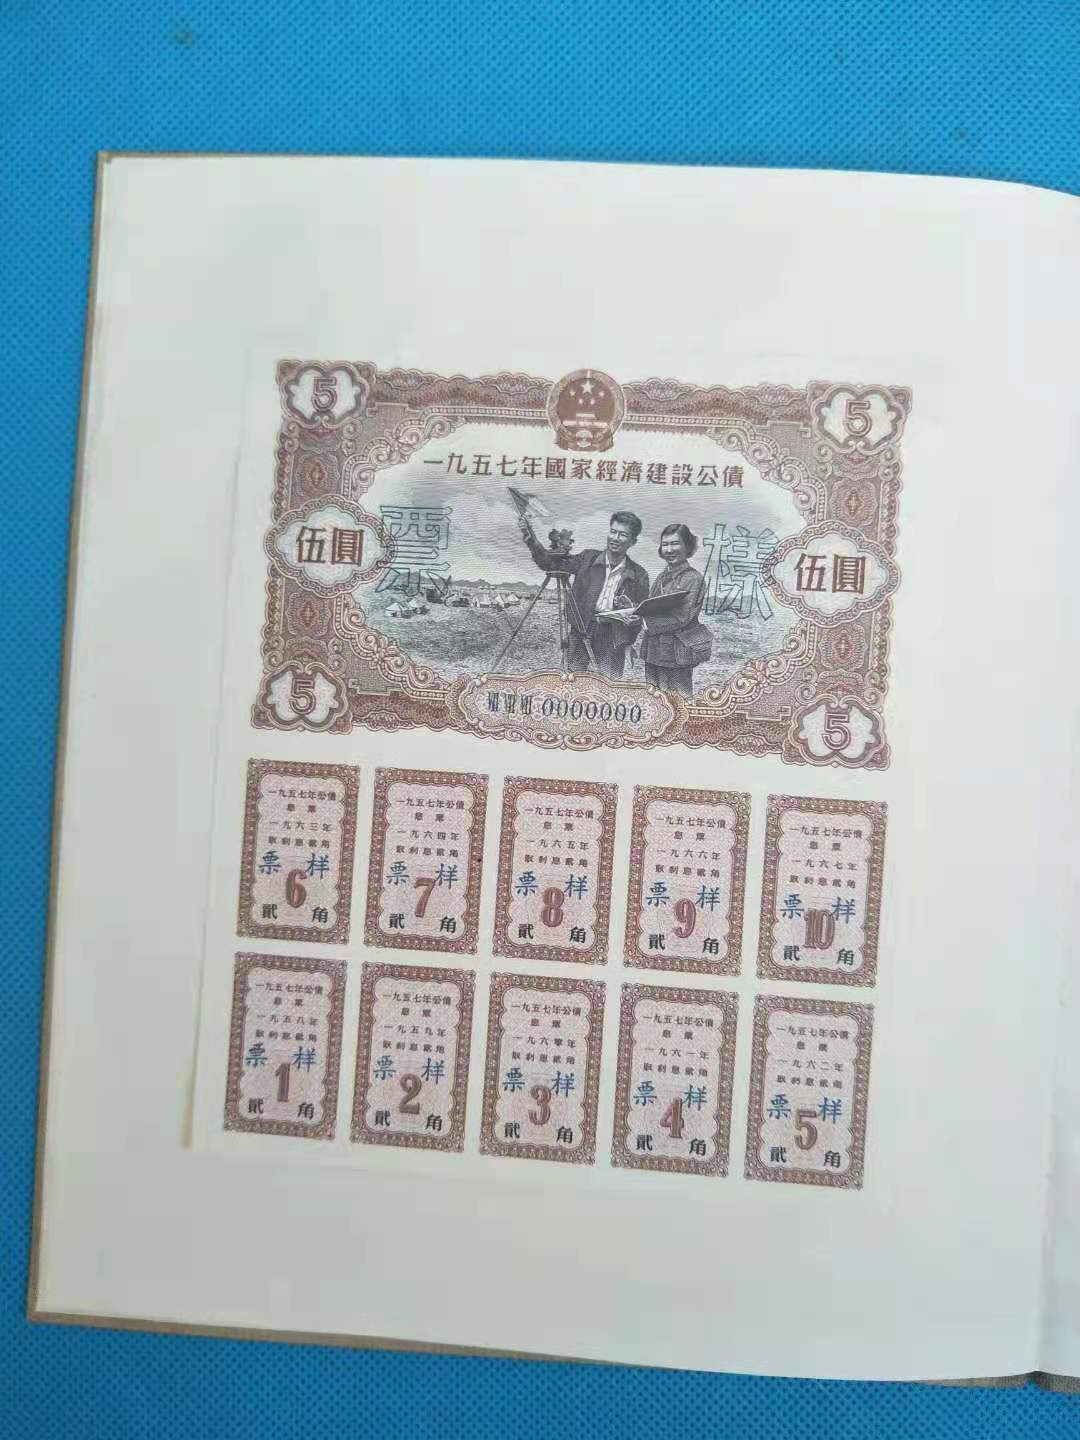 5
5
一九五七年國家經濟建設公債
票
樣
伍圓
伍圓
0000000
5
5
一九五七年公債
息票
一九六三年
取利息貳角
票样
6
貳角
一九五七年公債
息票
一九六四年
取利息貳角
票样
7
貳角
一九五七年公債
息票
一九六五年
取利息貳角
票样
8
貳角
一九五七年公債
息票
一九六六年
取利息貳角
票样
9
貳角
一九五七年公債
息票
一九六七年
取利息貳角
票样
10
貳角
一九五七年公債
息票
一九五八年
取利息貳角
票样
1
貳角
一九五七年公債
息票
一九五九年
取利息貳角
票样
2
貳角
一九五七年公債
息票
一九六零年
取利息貳角
票样
3
貳角
一九五七年公債
息票
一九六一年
取利息貳角
票样
4
貳角
一九五七年公債
息票
一九六二年
取利息貳角
票样
5
貳角